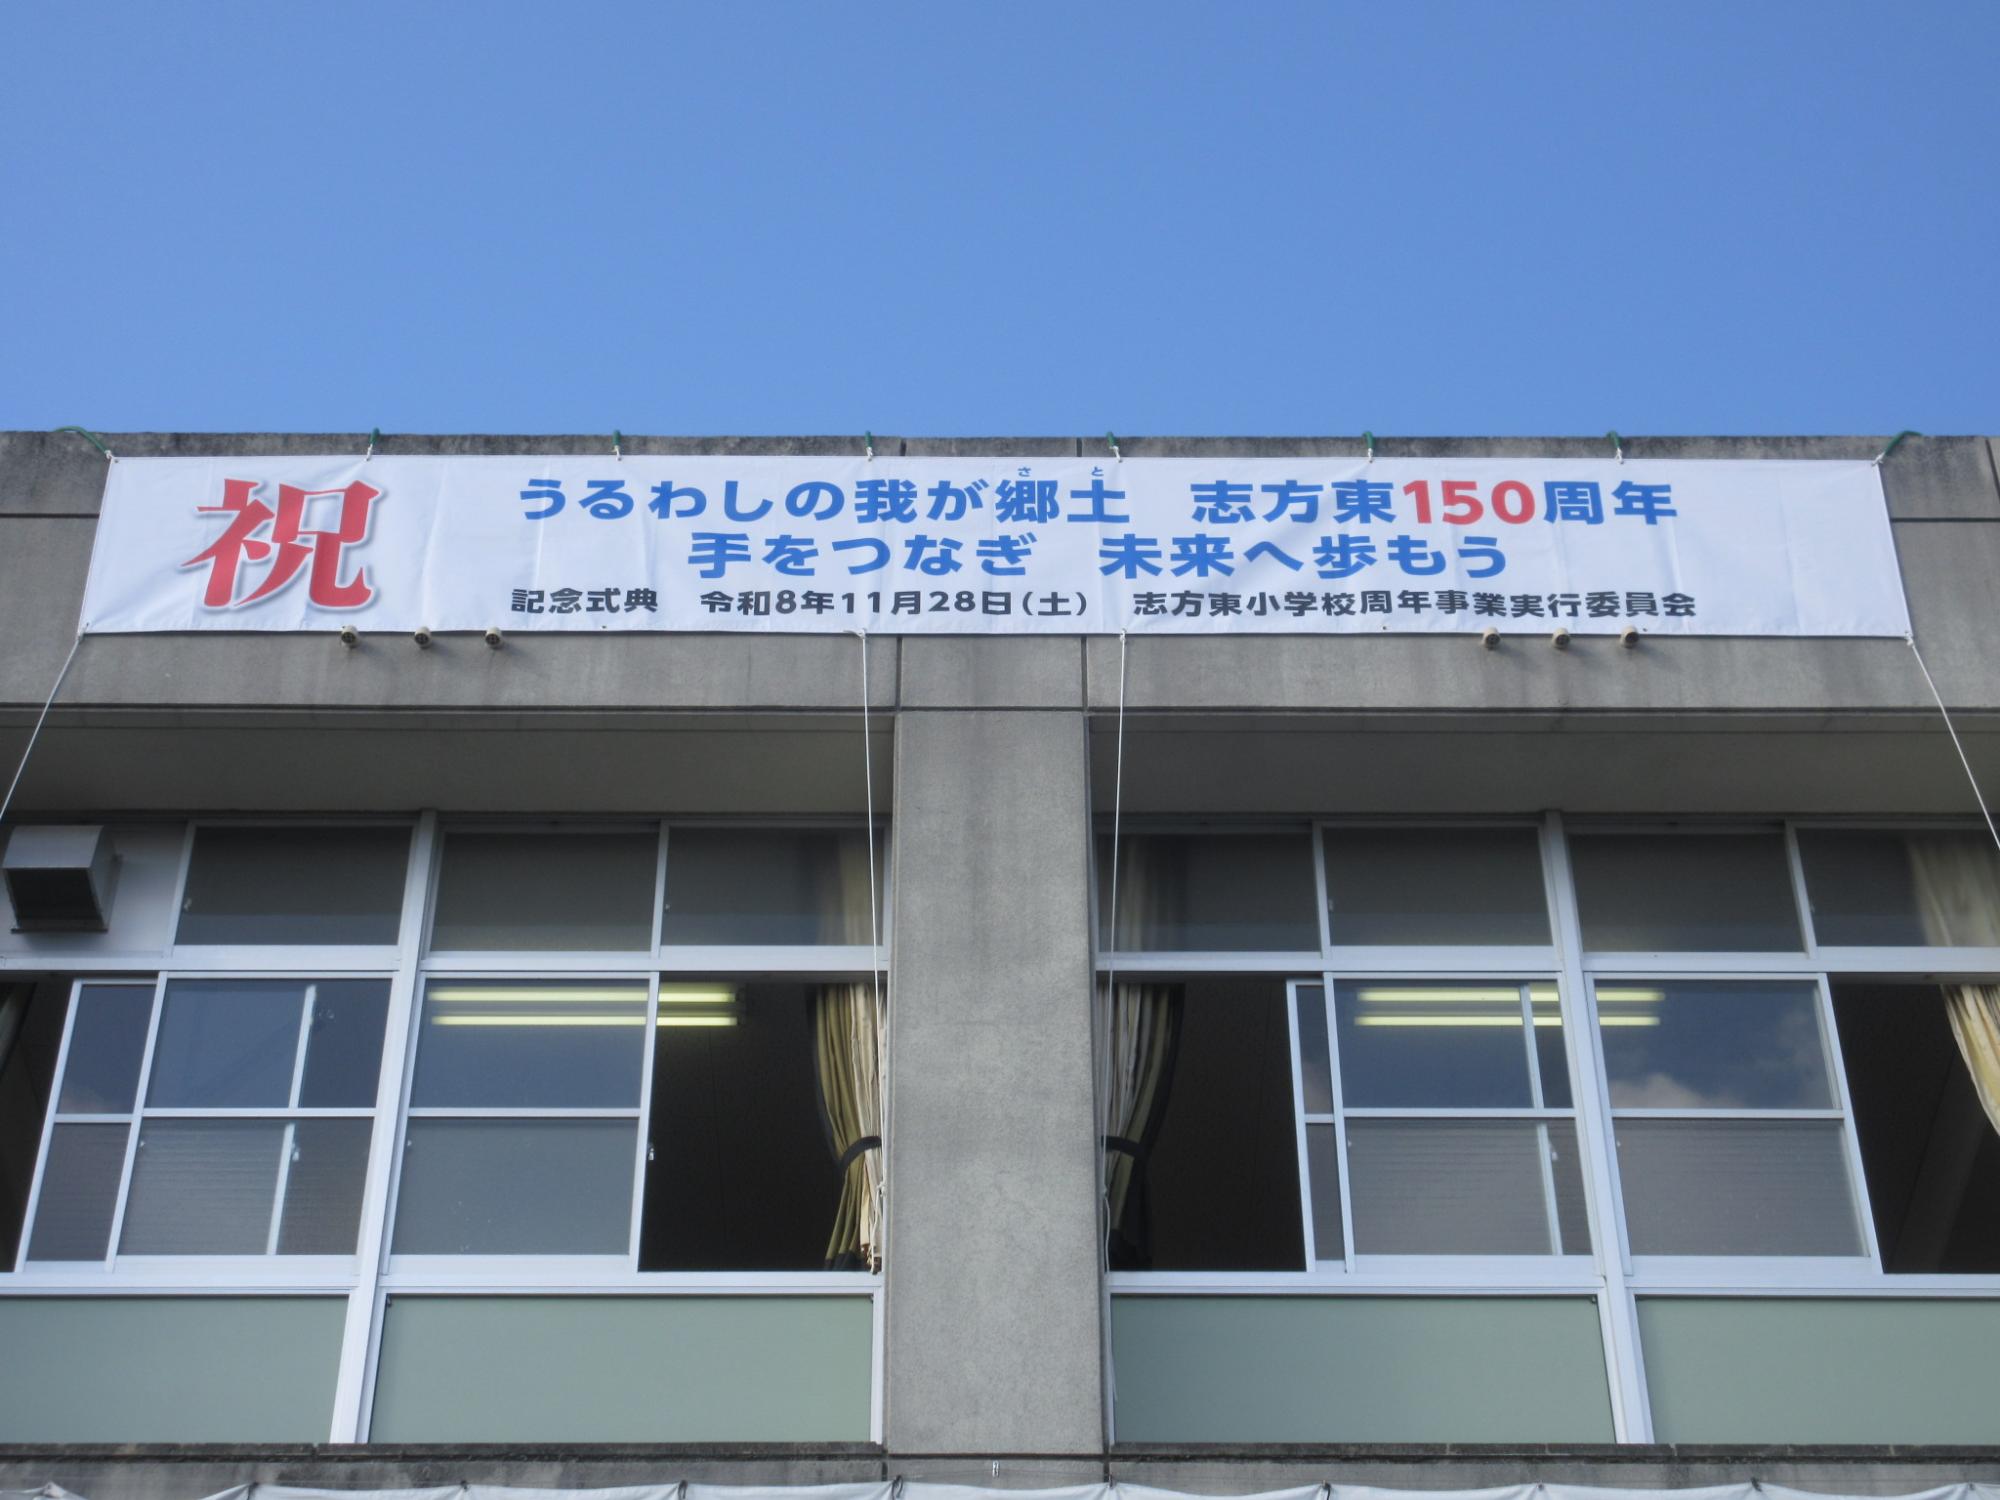 祝
さと
うるわしの我が郷土 志方東150周年
手をつなぎ 未来へ歩もう
記念式典 令和8年11月28日(土) 志方東小学校周年事業実行委員会